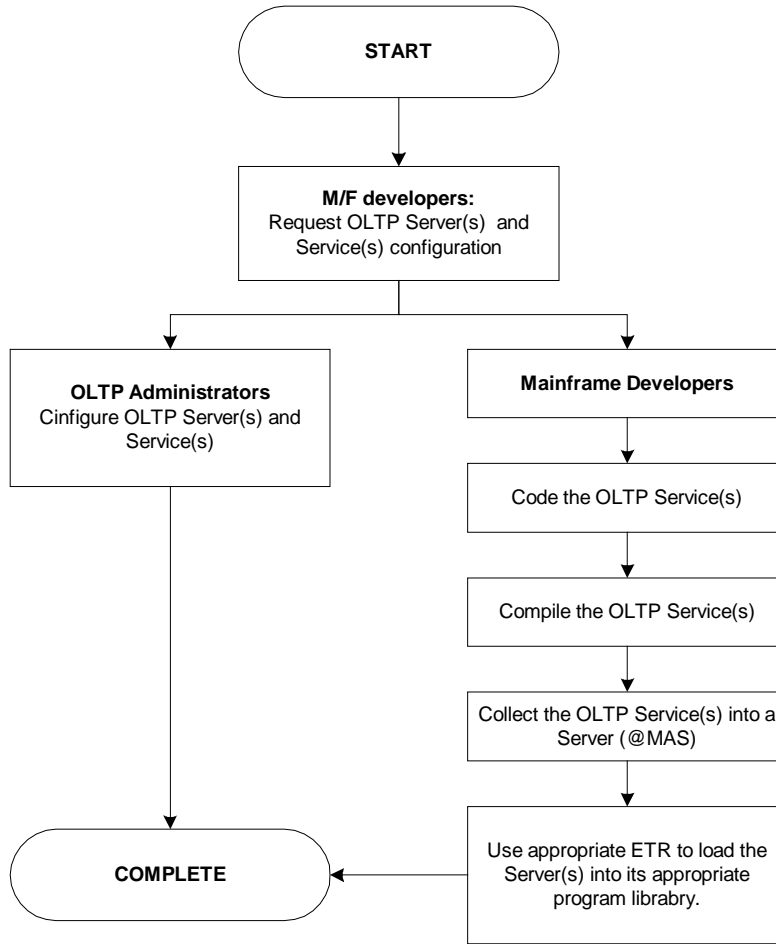 START
M/F developers:
Request OLTP Server(s) and
Service(s) configuration
OLTP Administrators
Cinfigure OLTP Server(s) and
Service(s)
Mainframe Developers
Code the OLTP Service(s)
Compile the OLTP Service(s)
Collect the OLTP Service(s) into a
Server (@MAS)
Use appropriate ETR to load the
Server(s) into its appropriate
program librabry.
COMPLETE